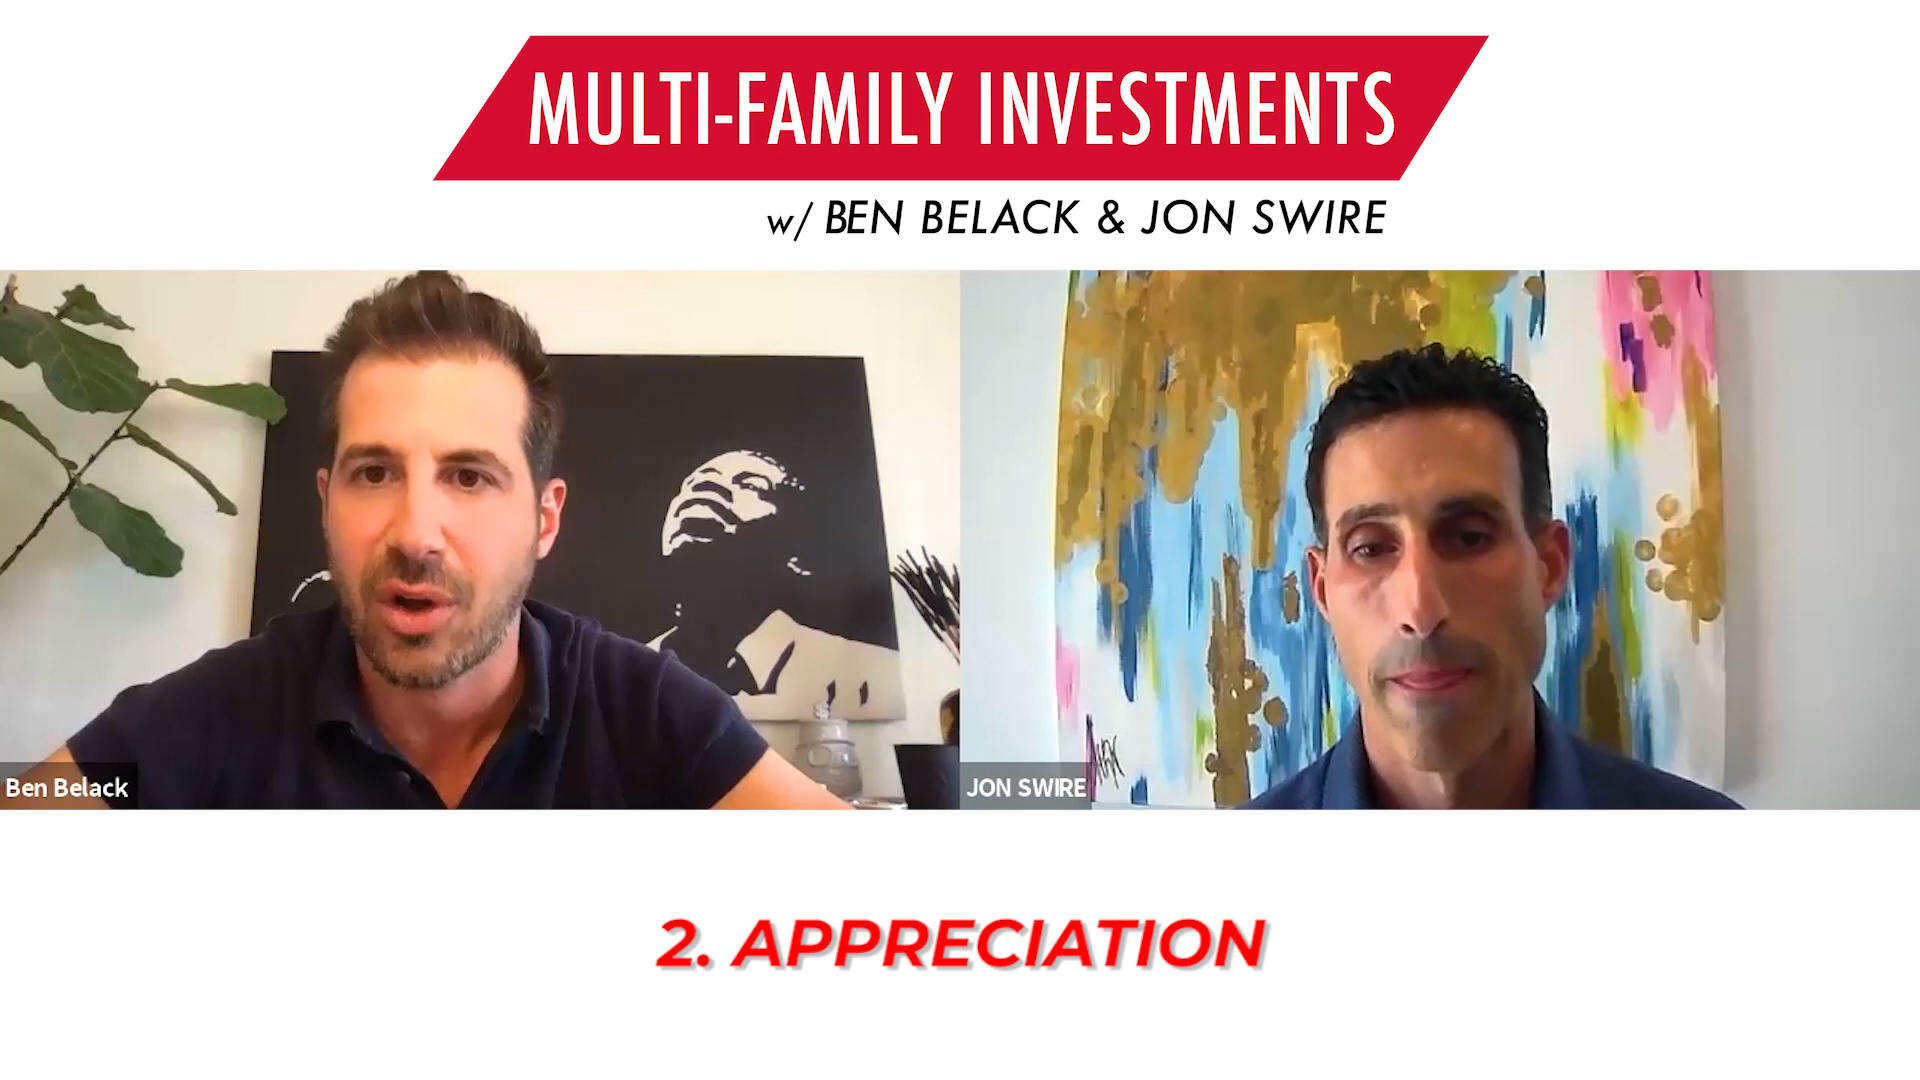 MULTI-FAMILY INVESTMENTS
w/ BEN BELACK & JON SWIRE
Ben Belack
JON SWIRE
2. APPRECIATION